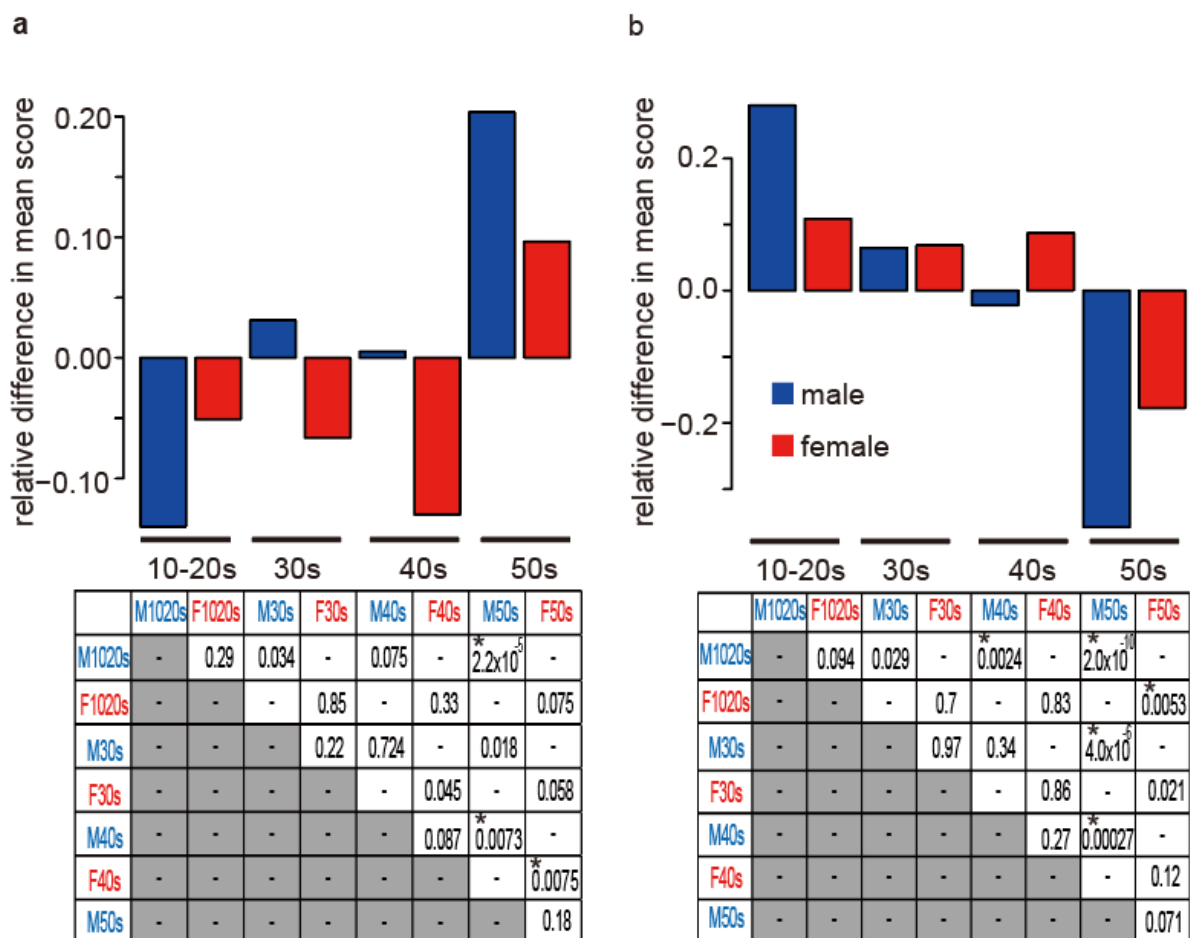 a
b
relative difference in mean score
0.20
0.10
0.00
−0.10
10-20s 30s 40s 50s
relative difference in mean score
0.2
0.0
−0.2
male
female
10-20s 30s 40s 50s
M1020s F1020s M30s F30s M40s F40s M50s F50s
M1020s - 0.29 0.034 - 0.075 - *2.2x10-5 -
F1020s - - - 0.85 - 0.33 - 0.075
M30s - - - 0.22 0.724 - 0.018 -
F30s - - - - - 0.045 - 0.058
M40s - - - - - 0.087 *0.0073 -
F40s - - - - - - - *0.0075
M50s - - - - - - - 0.18
M1020s F1020s M30s F30s M40s F40s M50s F50s
M1020s - 0.094 0.029 - *0.0024 - *2.0x10-10 -
F1020s - - - 0.7 - 0.83 - *0.0053
M30s - - - 0.97 0.34 - *4.0x10-6 -
F30s - - - - - 0.86 - 0.021
M40s - - - - - 0.27 *0.00027 -
F40s - - - - - - - 0.12
M50s - - - - - - - 0.071